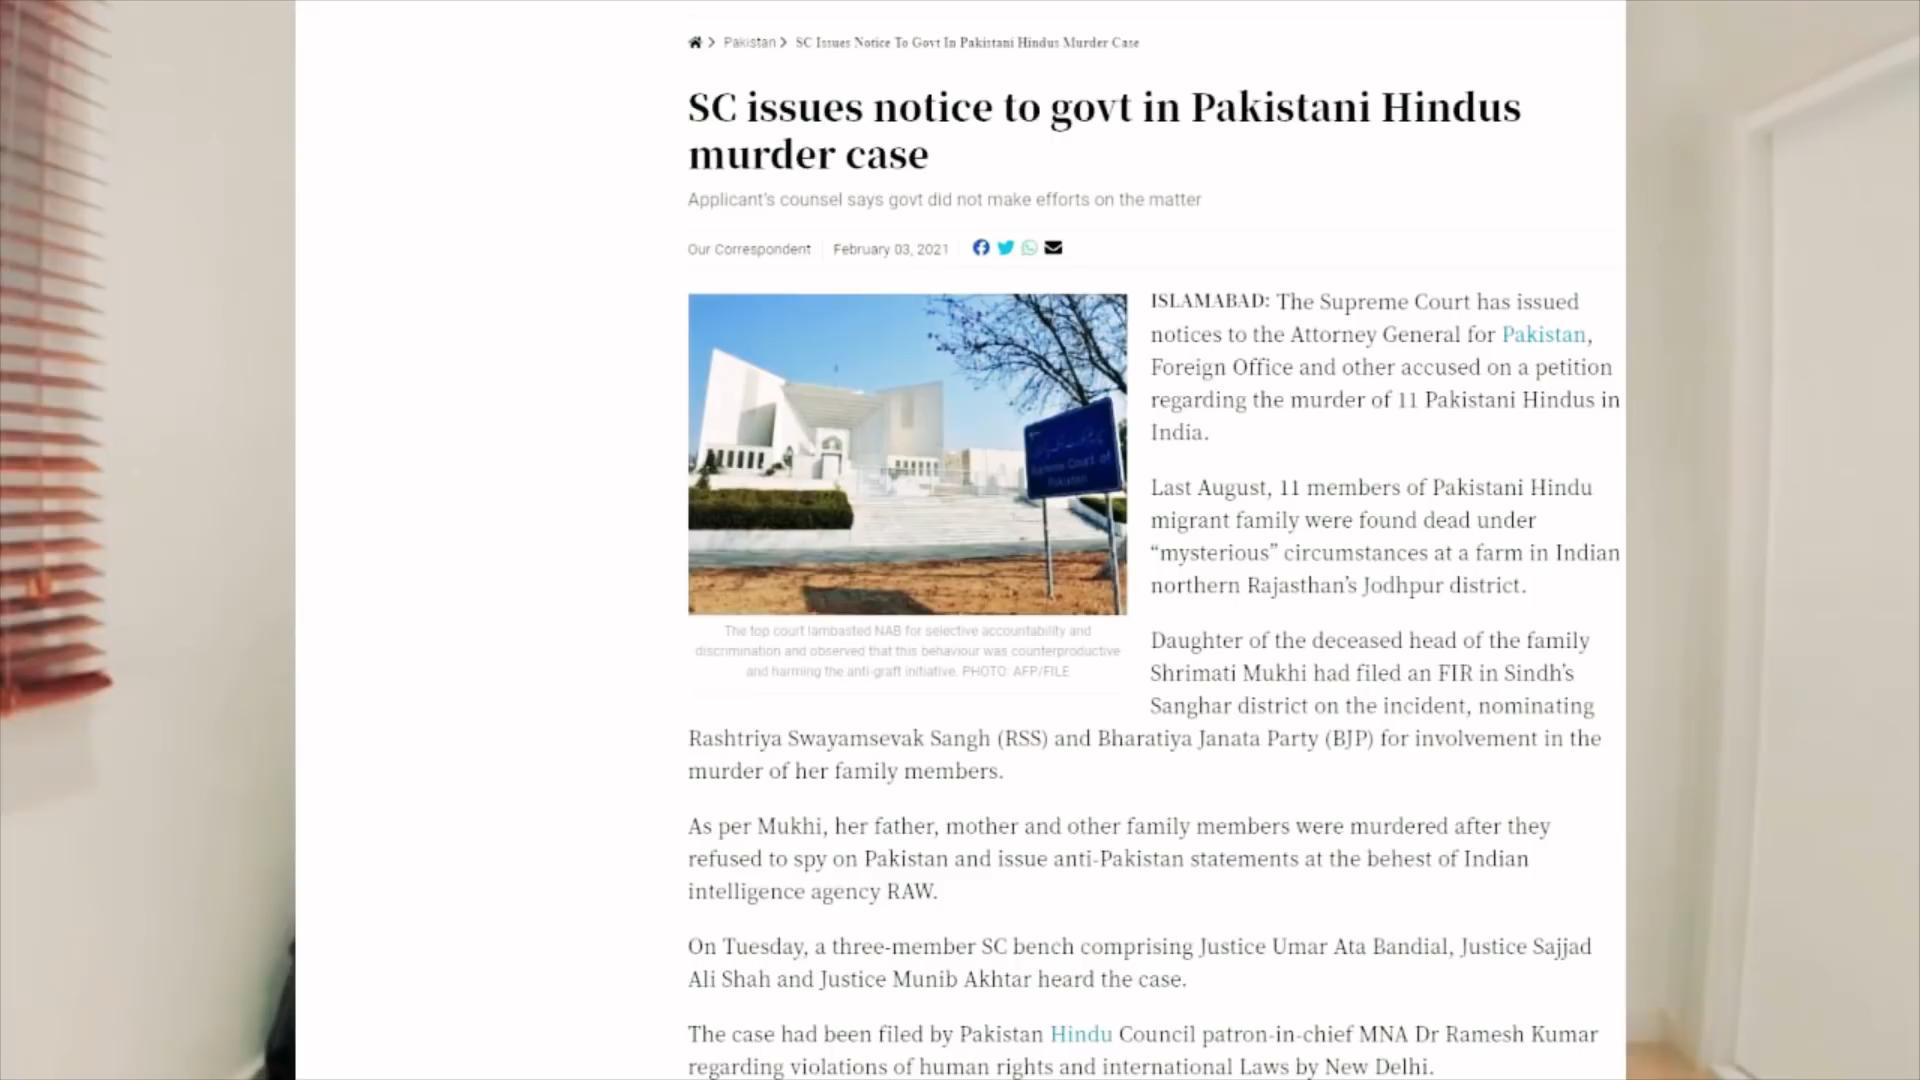 Pakistan SC Issues Notice To Govt In Pakistani Hindus Murder Case
SC issues notice to govt in Pakistani Hindus
murder case
Applicant's counsel says govt did not make efforts on the matter
Our Correspondent February 03, 2021
ISLAMABAD: The Supreme Court has issued
notices to the Attorney General for Pakistan,
Foreign Office and other accused on a petition
regarding the murder of 11 Pakistani Hindus in
India.
Last August, 11 members of Pakistani Hindu
migrant family were found dead under
“mysterious” circumstances at a farm in Indian
northern Rajasthan’s Jodhpur district.
Supreme Court of
Pakistan
The top court lambasted NAB for selective accountability and
discrimination and observed that this behaviour was counterproductive
and harming the anti-graft initiative. PHOTO: AFP/FILE
Daughter of the deceased head of the family
Shrimati Mukhi had filed an FIR in Sindh’s
Sanghar district on the incident, nominating
Rashtriya Swayamsevak Sangh (RSS) and Bharatiya Janata Party (BJP) for involvement in the
murder of her family members.
As per Mukhi, her father, mother and other family members were murdered after they
refused to spy on Pakistan and issue anti-Pakistan statements at the behest of Indian
intelligence agency RAW.
On Tuesday, a three-member SC bench comprising Justice Umar Ata Bandial, Justice Sajjad
Ali Shah and Justice Munib Akhtar heard the case.
The case had been filed by Pakistan Hindu Council patron-in-chief MNA Dr Ramesh Kumar
regarding violations of human rights and international Laws by New Delhi.